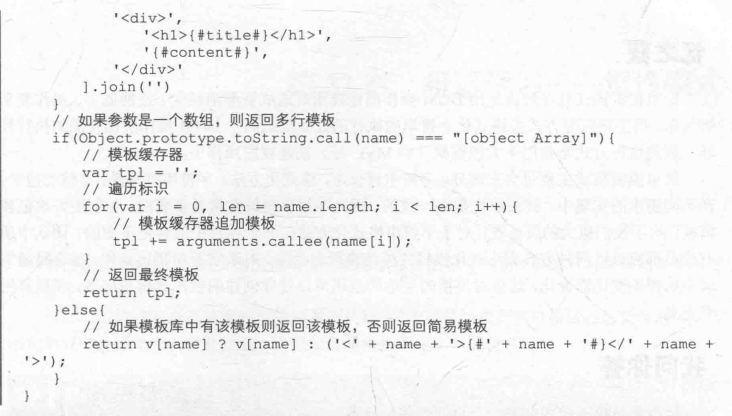 '<div>',
'<h1>{#title#}</h1>',
'{#content#}',
'</div>'
].join('')
}
// 如果参数是一个数组，则返回多行模板
if(Object.prototype.toString.call(name) === "[object Array]"){
// 模板缓存器
var tpl = '';
// 遍历标识
for(var i = 0, len = name.length; i < len; i++){
// 模板缓存器追加模板
tpl += arguments.callee(name[i]);
}
// 返回最终模板
return tpl;
}else{
// 如果模板库中有该模板则返回该模板，否则返回简易模板
return v[name] ? v[name] : ('<' + name + '>{#' + name + '#}</' + name +
'>');
}
}